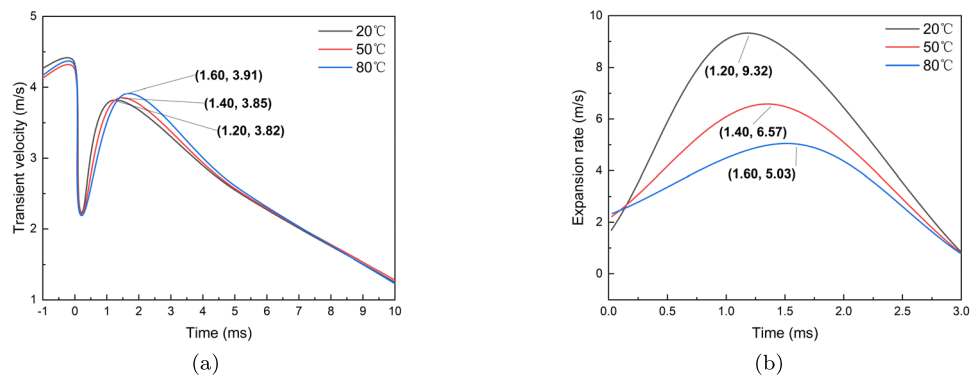 5
4
3
2
1
Transient velocity (m/s)
-1 0 1 2 3 4 5 6 7 8 9 10
Time (ms)
20℃
50℃
80℃
(1.60, 3.91)
(1.40, 3.85)
(1.20, 3.82)
(a)
10
8
6
4
2
0
Expansion rate (m/s)
0.0 0.5 1.0 1.5 2.0 2.5 3.0
Time (ms)
20℃
50℃
80℃
(1.20, 9.32)
(1.40, 6.57)
(1.60, 5.03)
(b)